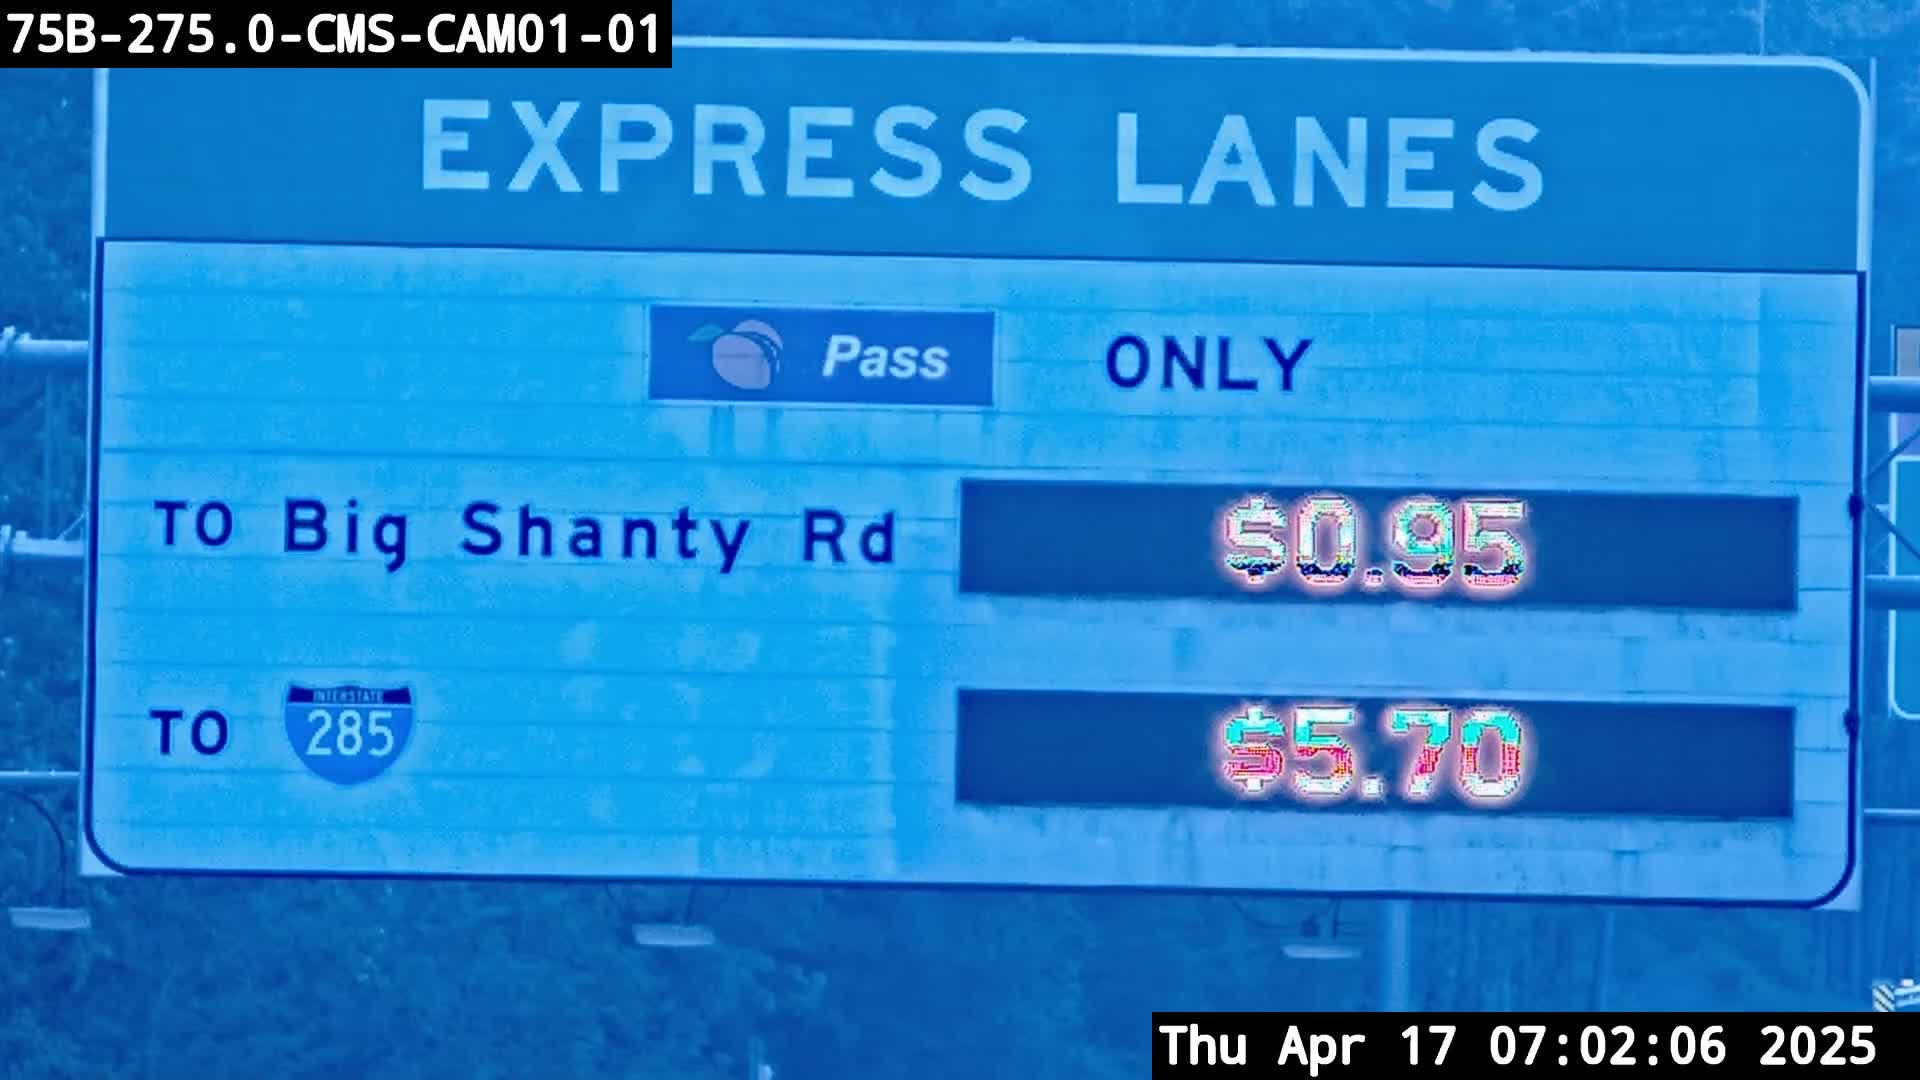 75B-275.0-CMS-CAM01-01
EXPRESS LANES
Pass ONLY
TO Big Shanty Rd $0.95
INTERSTATE
TO 285 $5.70
Thu Apr 17 07:02:06 2025